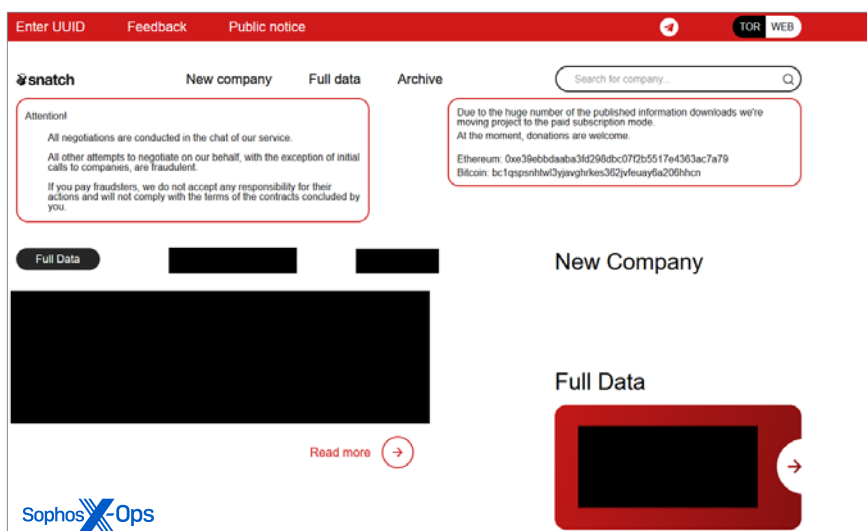 Enter UUID Feedback Public notice TOR WEB
snatch New company Full data Archive Search for company...
Attention!
All negotiations are conducted in the chat of our service.
All other attempts to negotiate on our behalf, with the exception of initial
calls to companies, are fraudulent.
If you pay fraudsters, we do not accept any responsibility for their
actions and will not comply with the terms of the contracts concluded by
you.
Due to the huge number of the published information downloads we're
moving project to the paid subscription mode.
At the moment, donations are welcome.
Ethereum: 0xe39ebbdaaba3fd298dbc07f2b5517e4363ac7a79
Bitcoin: bc1qspsnhtwl3yjavghrkes362jvfeuay6a206hhcn
Full Data
New Company
Full Data
Read more
Sophos X-Ops